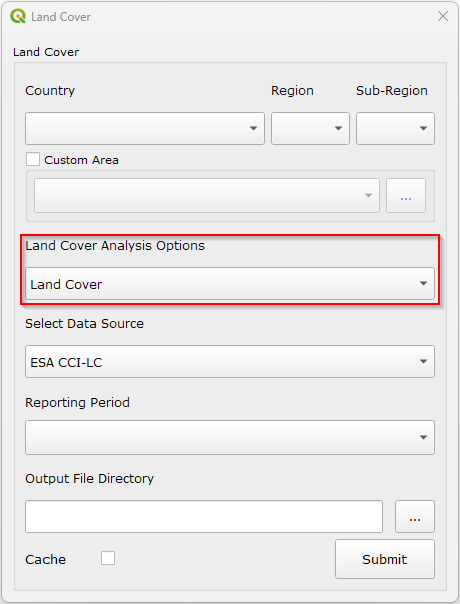 Land Cover
Land Cover
Country Region Sub-Region
Custom Area
...
Land Cover Analysis Options
Land Cover
Select Data Source
ESA CCI-LC
Reporting Period
Output File Directory
...
Cache Submit